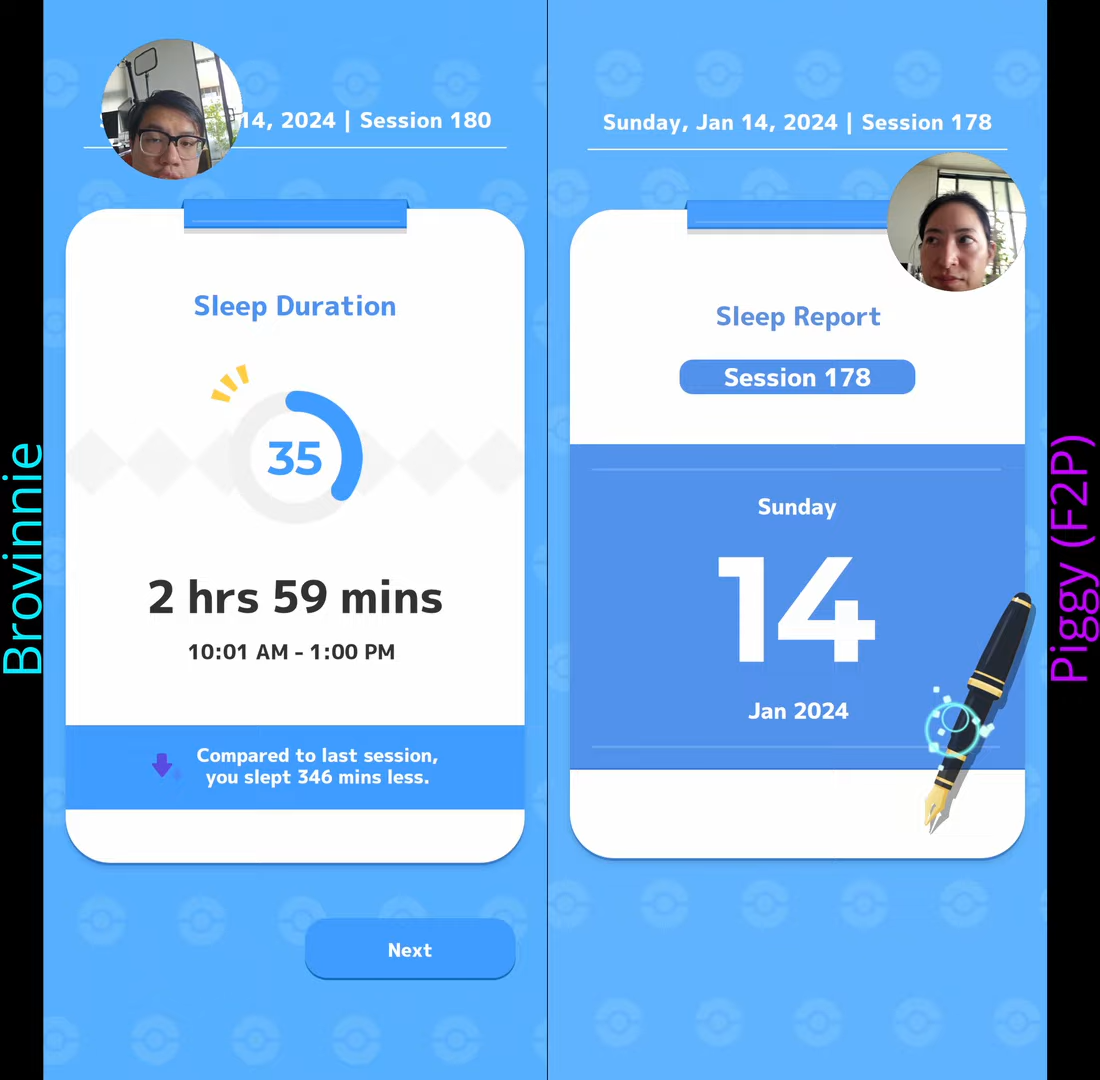 Brovinnie
14, 2024 | Session 180
Sleep Duration
35
2 hrs 59 mins
10:01 AM - 1:00 PM
Compared to last session,
you slept 346 mins less.
Next
Sunday, Jan 14, 2024 | Session 178
Sleep Report
Session 178
Sunday
14
Jan 2024
Piggy (F2P)